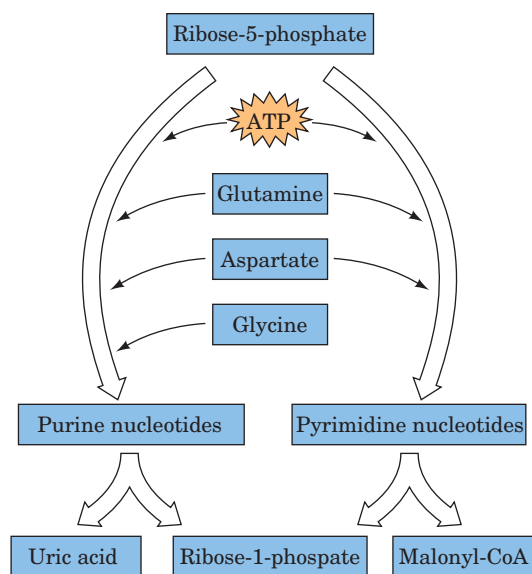 Ribose-5-phosphate
ATP
Glutamine
Aspartate
Glycine
Purine nucleotides
Pyrimidine nucleotides
Uric acid
Ribose-1-phospate
Malonyl-CoA